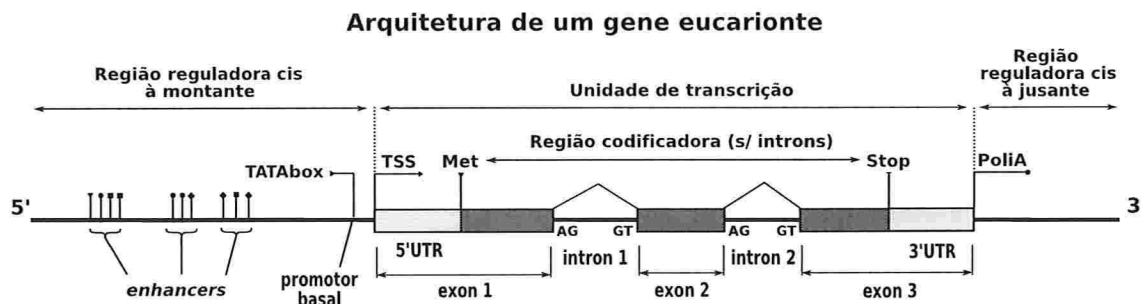 Arquitetura de um gene eucarionte
Região reguladora cis
à montante
Unidade de transcrição
Região
reguladora cis
à jusante
Região codificadora (s/ introns)
TATAbox
TSS
Met
Stop
PoliA
5'
3
AG
GT
AG
GT
5'UTR
intron 1
intron 2
3'UTR
enhancers
promotor
basal
exon 1
exon 2
exon 3